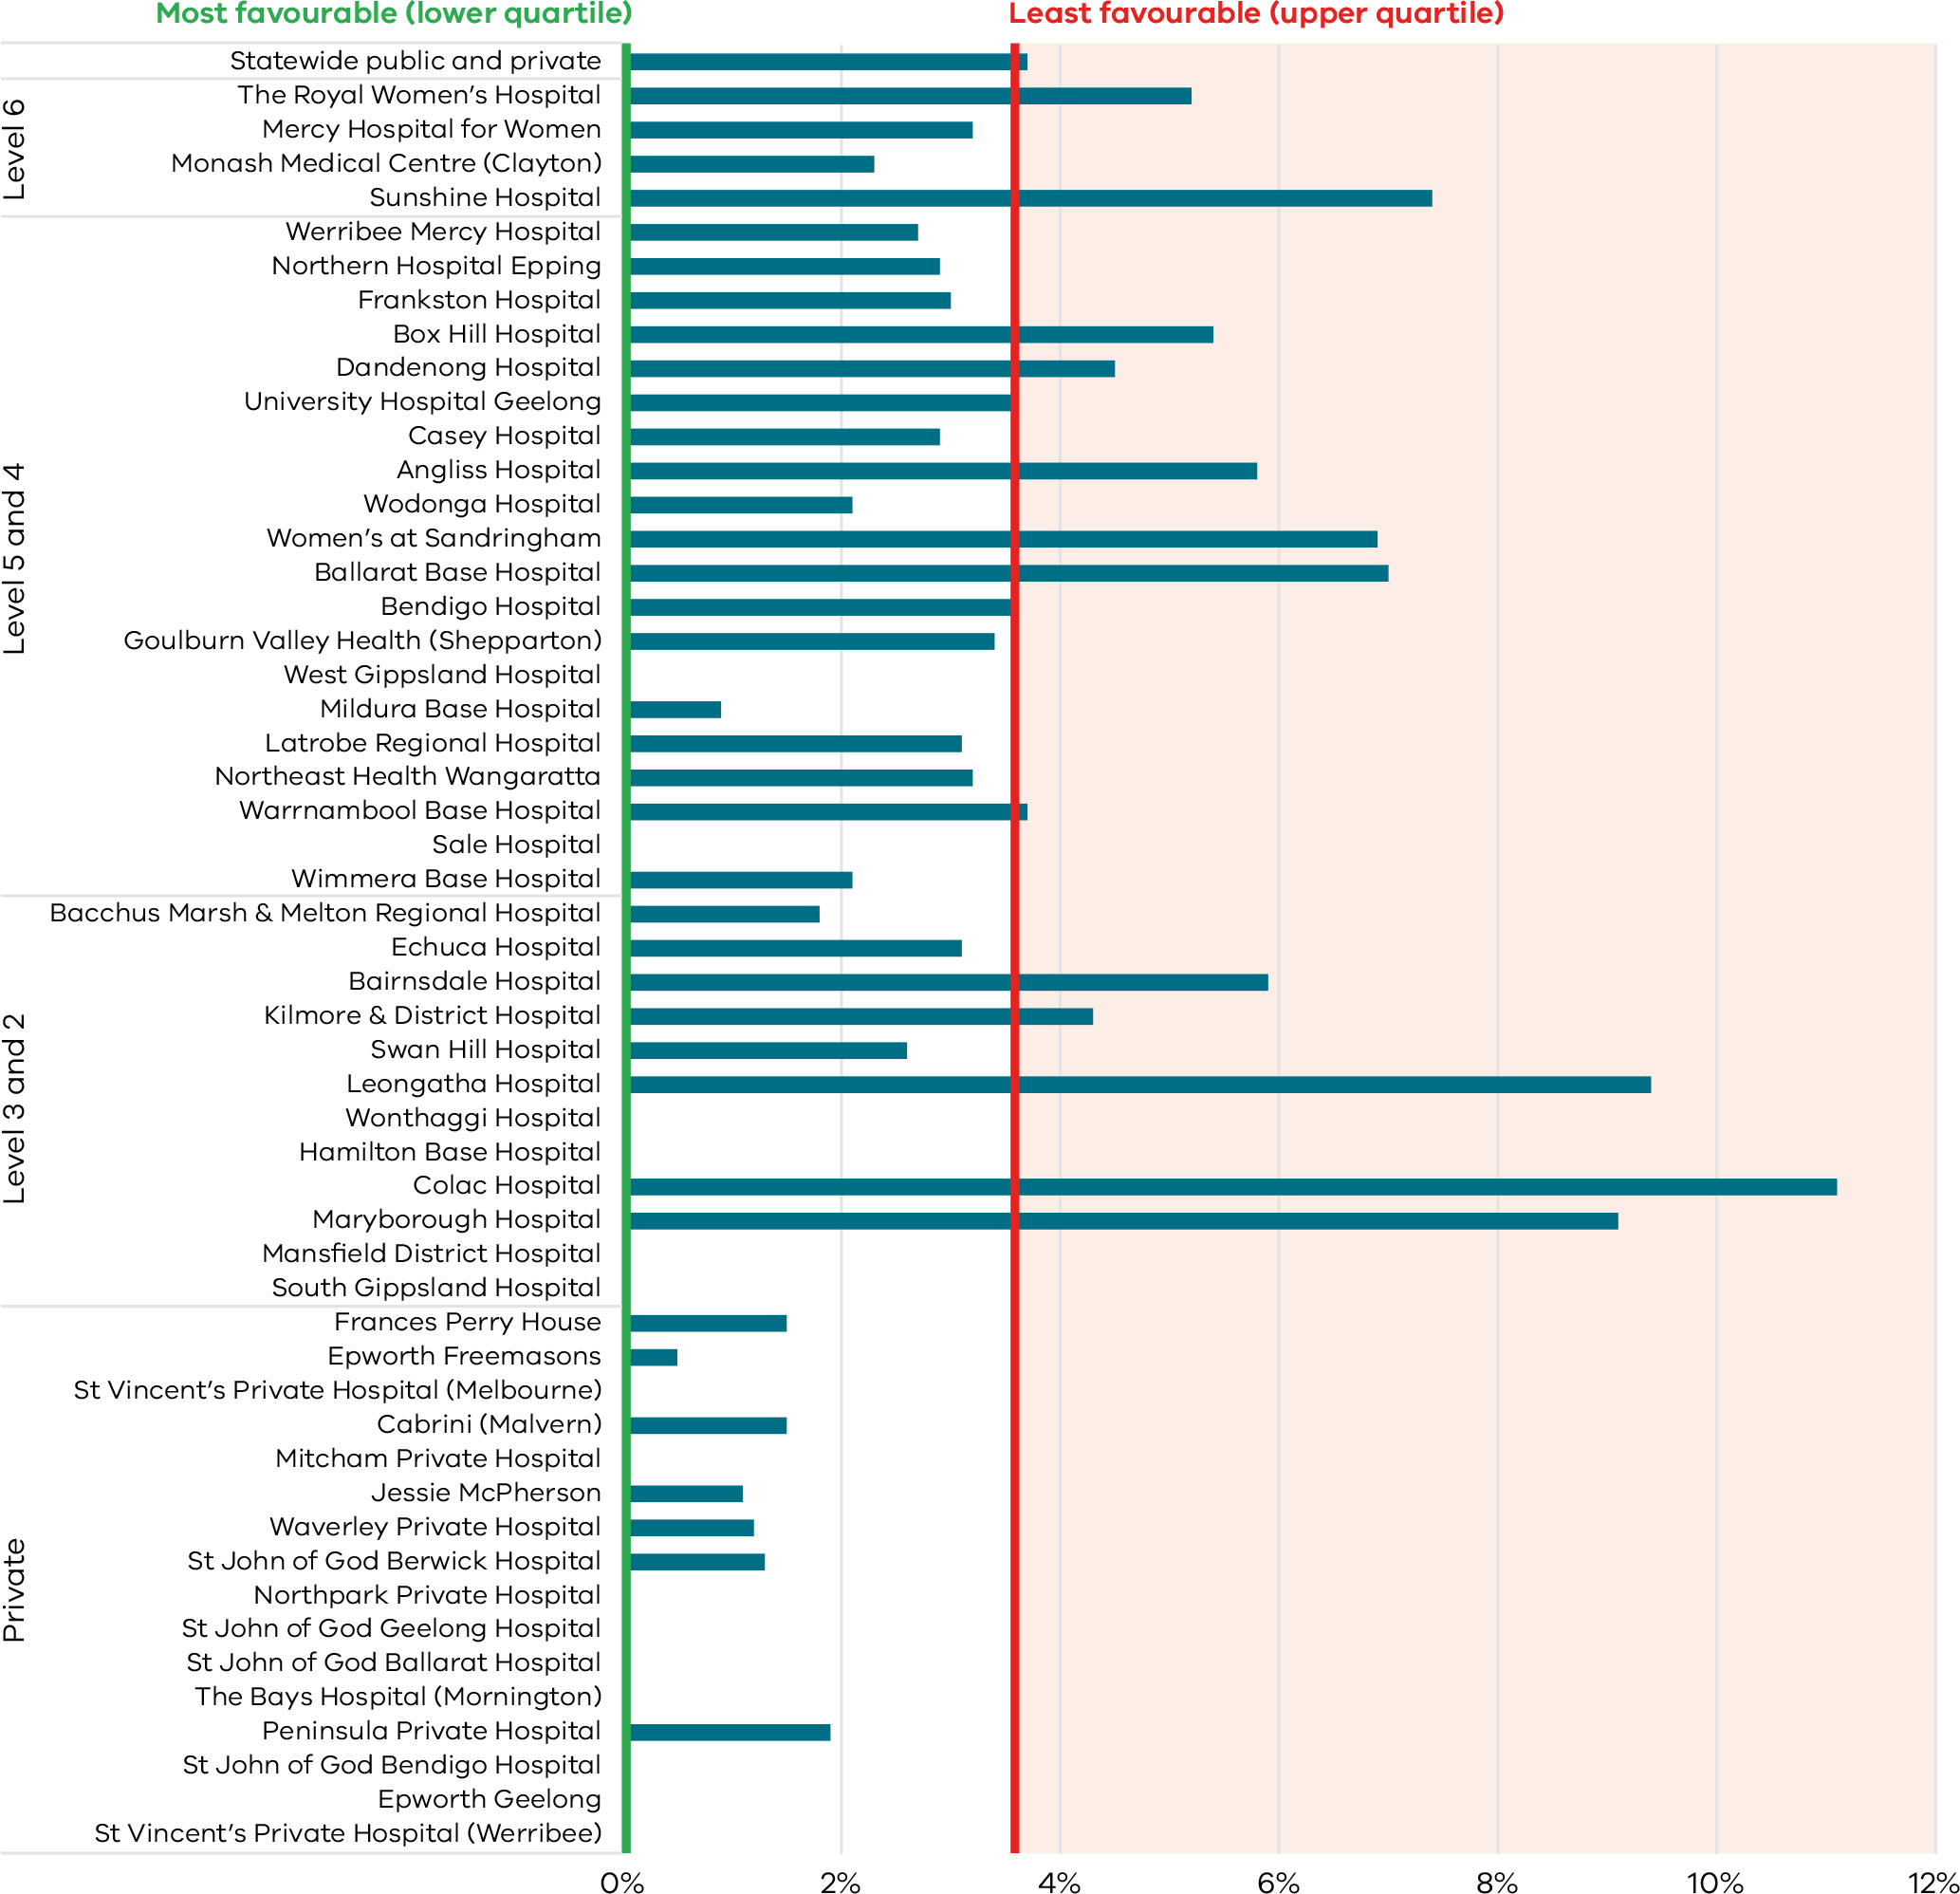 Most favourable (lower quartile)
Least favourable (upper quartile)
Statewide public and private
Level 6
The Royal Women’s Hospital
Mercy Hospital for Women
Monash Medical Centre (Clayton)
Sunshine Hospital
Level 5 and 4
Werribee Mercy Hospital
Northern Hospital Epping
Frankston Hospital
Box Hill Hospital
Dandenong Hospital
University Hospital Geelong
Casey Hospital
Angliss Hospital
Wodonga Hospital
Women’s at Sandringham
Ballarat Base Hospital
Bendigo Hospital
Goulburn Valley Health (Shepparton)
West Gippsland Hospital
Mildura Base Hospital
Latrobe Regional Hospital
Northeast Health Wangaratta
Warrnambool Base Hospital
Sale Hospital
Wimmera Base Hospital
Level 3 and 2
Bacchus Marsh & Melton Regional Hospital
Echuca Hospital
Bairnsdale Hospital
Kilmore & District Hospital
Swan Hill Hospital
Leongatha Hospital
Wonthaggi Hospital
Hamilton Base Hospital
Colac Hospital
Maryborough Hospital
Mansfield District Hospital
South Gippsland Hospital
Private
Frances Perry House
Epworth Freemasons
St Vincent’s Private Hospital (Melbourne)
Cabrini (Malvern)
Mitcham Private Hospital
Jessie McPherson
Waverley Private Hospital
St John of God Berwick Hospital
Northpark Private Hospital
St John of God Geelong Hospital
St John of God Ballarat Hospital
The Bays Hospital (Mornington)
Peninsula Private Hospital
St John of God Bendigo Hospital
Epworth Geelong
St Vincent’s Private Hospital (Werribee)
0% 2% 4% 6% 8% 10% 12%